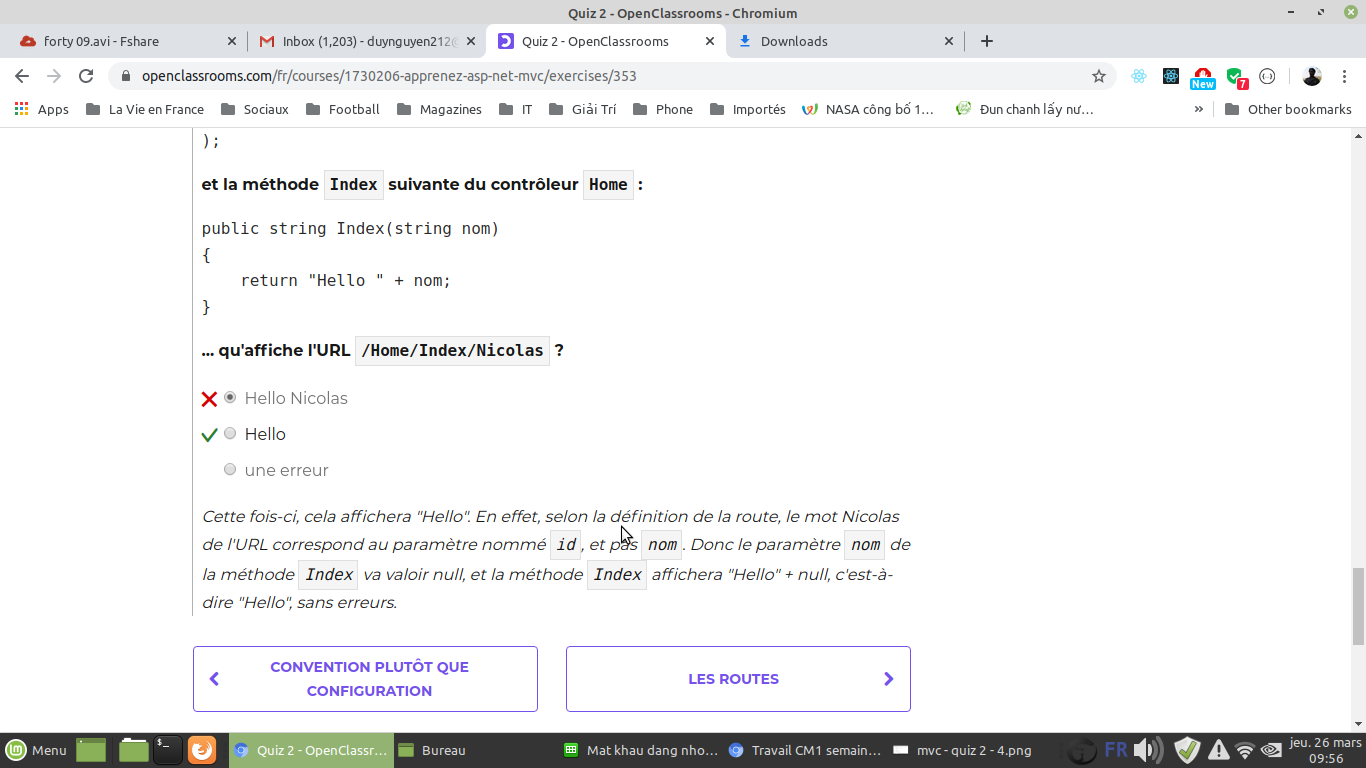 Quiz 2 - OpenClassrooms - Chromium
forty 09.avi - Fshare
Inbox (1,203) - duynguyen212@
Quiz 2 - OpenClassrooms
Downloads
openclassrooms.com/fr/courses/1730206-apprenez-asp-net-mvc/exercises/353
New
7
Apps
La Vie en France
Sociaux
Football
Magazines
IT
Giải Trí
Phone
Importés
NASA công bố 1…
Đun chanh lấy nư…
»
Other bookmarks
);
et la méthode Index suivante du contrôleur Home :
public string Index(string nom)
{
return "Hello " + nom;
}
... qu'affiche l'URL /Home/Index/Nicolas ?
Hello Nicolas
Hello
une erreur
Cette fois-ci, cela affichera "Hello". En effet, selon la définition de la route, le mot Nicolas
de l'URL correspond au paramètre nommé id, et pas nom. Donc le paramètre nom de
la méthode Index va valoir null, et la méthode Index affichera "Hello" + null, c'est-à-
dire "Hello", sans erreurs.
CONVENTION PLUTÔT QUE
CONFIGURATION
LES ROUTES
Menu
Quiz 2 - OpenClassr…
Bureau
Mat khau dang nho…
Travail CM1 semain…
mvc - quiz 2 - 4.png
FR
jeu. 26 mars
09:56